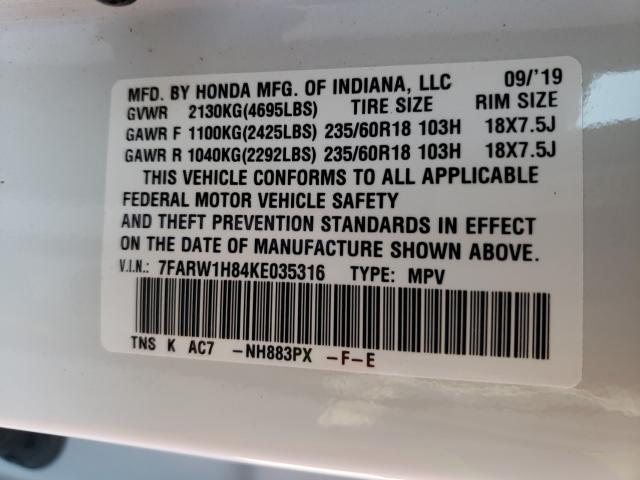 MFD. BY HONDA MFG. OF INDIANA, LLC 09/'19
GVWR 2130KG(4695LBS) TIRE SIZE RIM SIZE
GAWR F 1100KG(2425LBS) 235/60R18 103H 18X7.5J
GAWR R 1040KG(2292LBS) 235/60R18 103H 18X7.5J
THIS VEHICLE CONFORMS TO ALL APPLICABLE
FEDERAL MOTOR VEHICLE SAFETY
AND THEFT PREVENTION STANDARDS IN EFFECT
ON THE DATE OF MANUFACTURE SHOWN ABOVE.
V.I.N.: 7FARW1H84KE035316 TYPE: MPV
TNS K AC7 -NH883PX -F-E